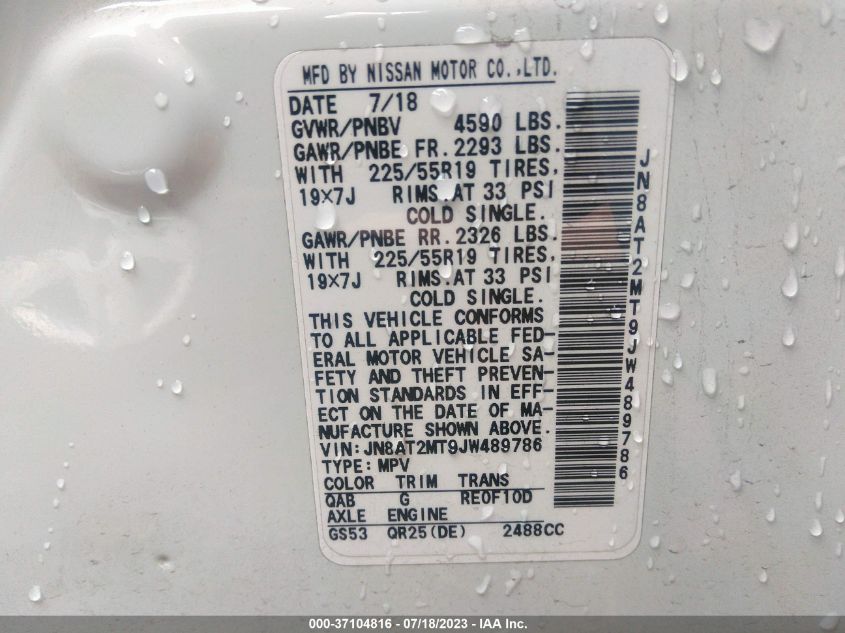 MFD BY NISSAN MOTOR CO.,LTD.
DATE 7/18
GVWR/PNBV 4590 LBS.
GAWR/PNBE FR. 2293 LBS.
WITH 225/55R19 TIRES,
19×7J RIMS.AT 33 PSI
COLD SINGLE.
GAWR/PNBE RR. 2326 LBS.
WITH 225/55R19 TIRES,
19×7J RIMS.AT 33 PSI
COLD SINGLE.
THIS VEHICLE CONFORMS
TO ALL APPLICABLE FED-
ERAL MOTOR VEHICLE SA-
FETY AND THEFT PREVEN-
TION STANDARDS IN EFF-
ECT ON THE DATE OF MA-
NUFACTURE SHOWN ABOVE.
VIN:JN8AT2MT9JW489786
TYPE:MPV
COLOR TRIM TRANS
QAB G RE0F10D
AXLE ENGINE
GS53 QR25(DE) 2488CC
JN8AT2MT9JW489786
000-37104816 - 07/18/2023 - IAA Inc.